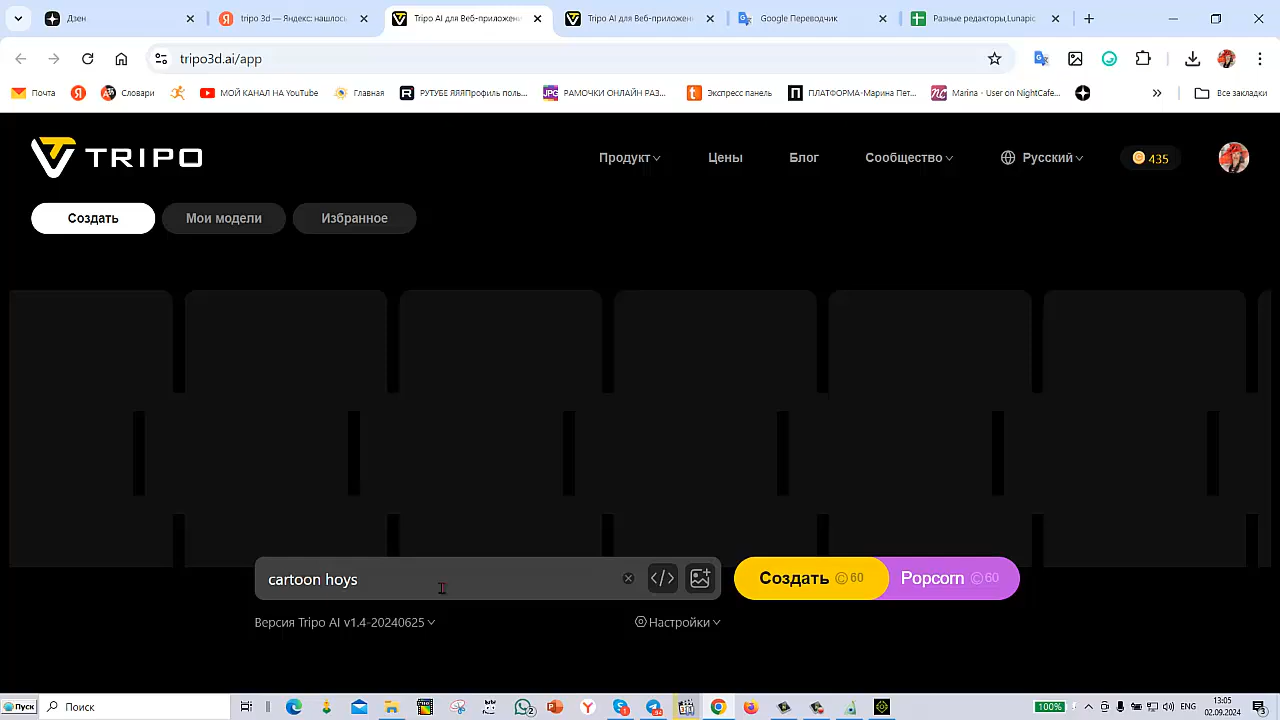 Дзен
tripo 3d — Яндекс: нашлось
Tripo AI для Веб-приложени
Tripo AI для Веб-приложени
Google Переводчик
Разные редакторы,Lunapic
tripo3d.ai/app
Почта
Словари
МОЙ КАНАЛ НА YouTube
Главная
РУТУБЕ ЛЯЛПрофиль поль...
РАМОЧКИ ОНЛАЙН РАЗ...
Экспресс панель
ПЛАТФОРМА-Марина Пет...
Marina - User on NightCafe...
Все закладки
TRIPO
Продукт
Цены
Блог
Сообщество
Русский
435
Создать
Мои модели
Избранное
cartoon hoys
Создать 60
Popcorn 60
Версия Tripo AI v1.4-20240625
Настройки
Пуск
Поиск
100%
ENG
13:05
02.09.2024